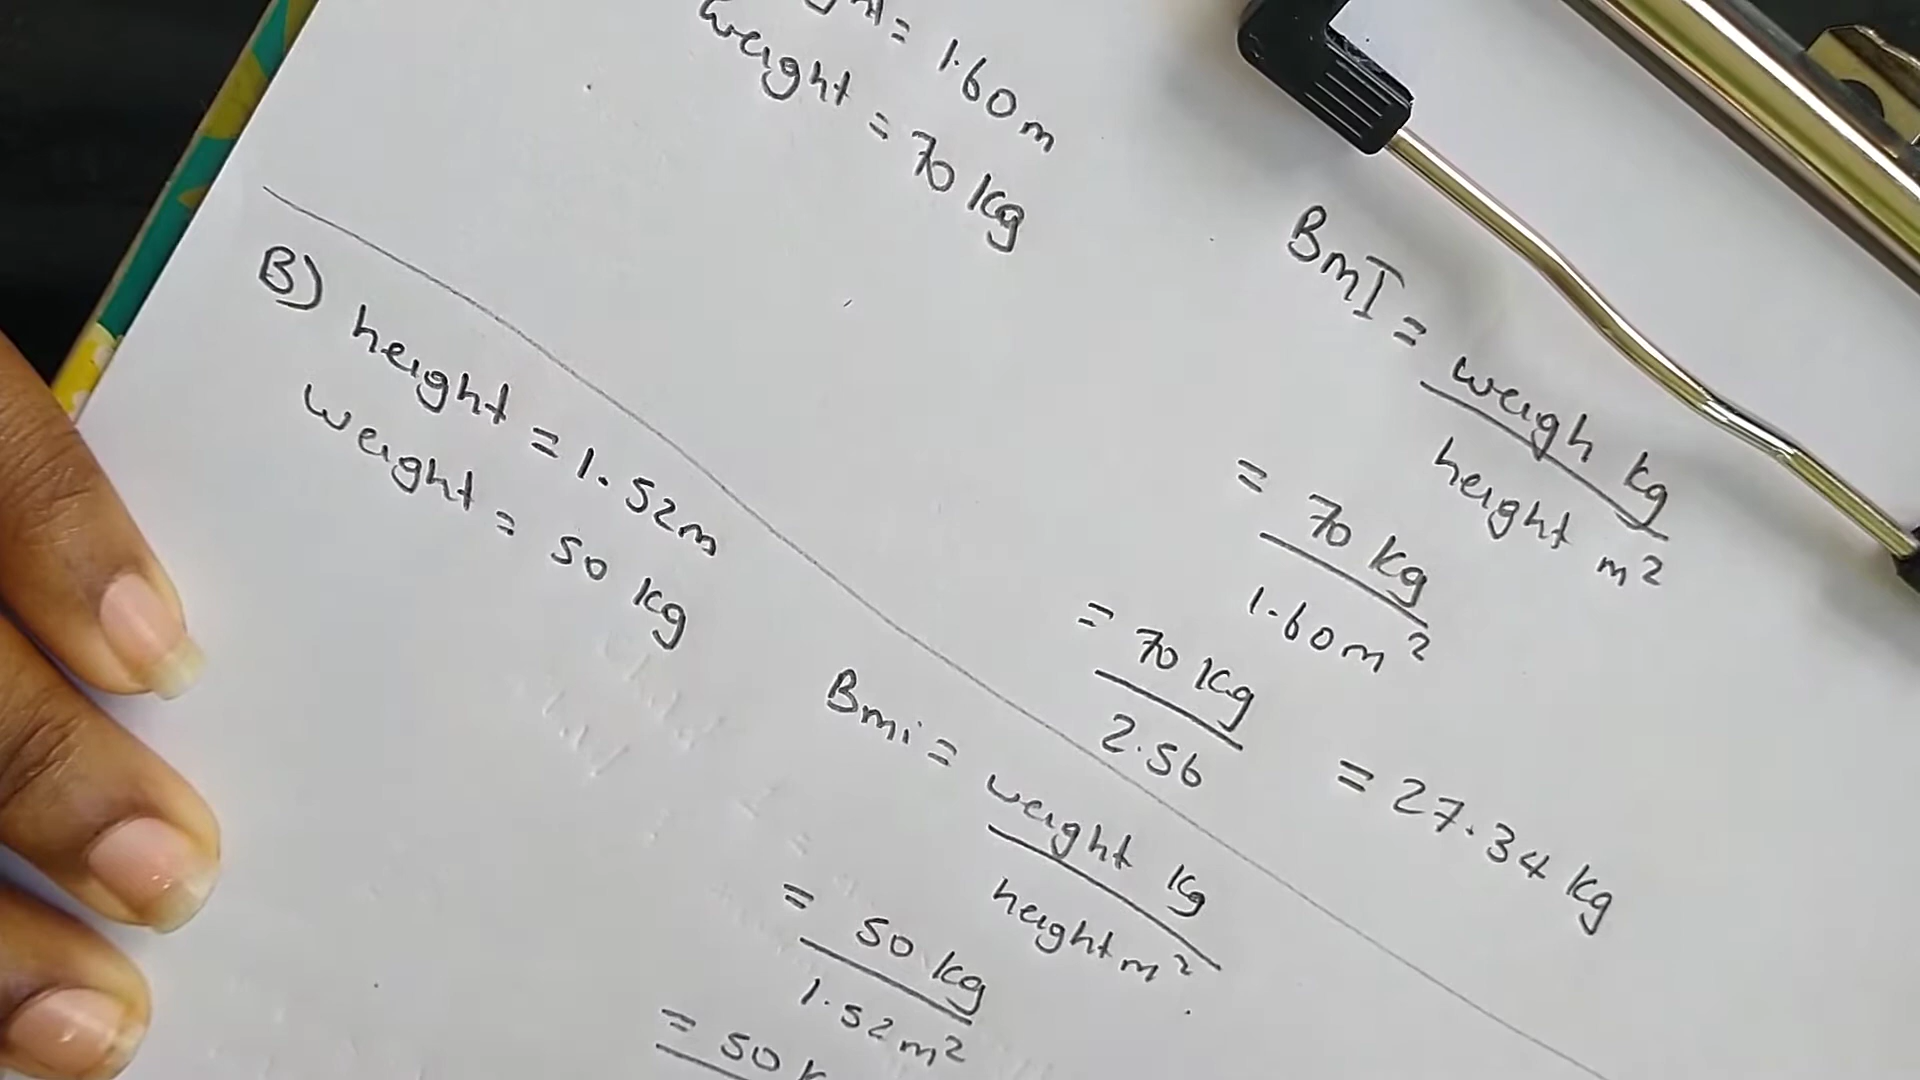 = 1.60m
weight = 70 kg
BmI = weigh kg
height m²
= 70 kg
1.60m²
= 70 kg
2.56
= 27.34 kg
B) height = 1.52m
weight = 50 kg
Bmi = weight kg
height m²
= 50 kg
1.52m²
= 50 k